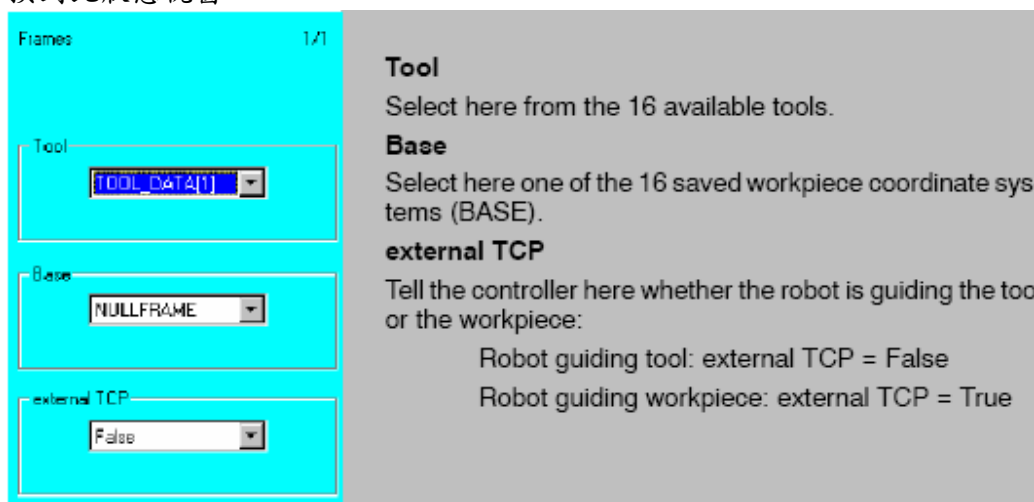 Frames 1/1
Tool
TOOL_DATA[1]
Base
NULLFRAME
external TCP
False
Tool
Select here from the 16 available tools.
Base
Select here one of the 16 saved workpiece coordinate sys
tems (BASE).
external TCP
Tell the controller here whether the robot is guiding the too
or the workpiece:
Robot guiding tool: external TCP = False
Robot guiding workpiece: external TCP = True